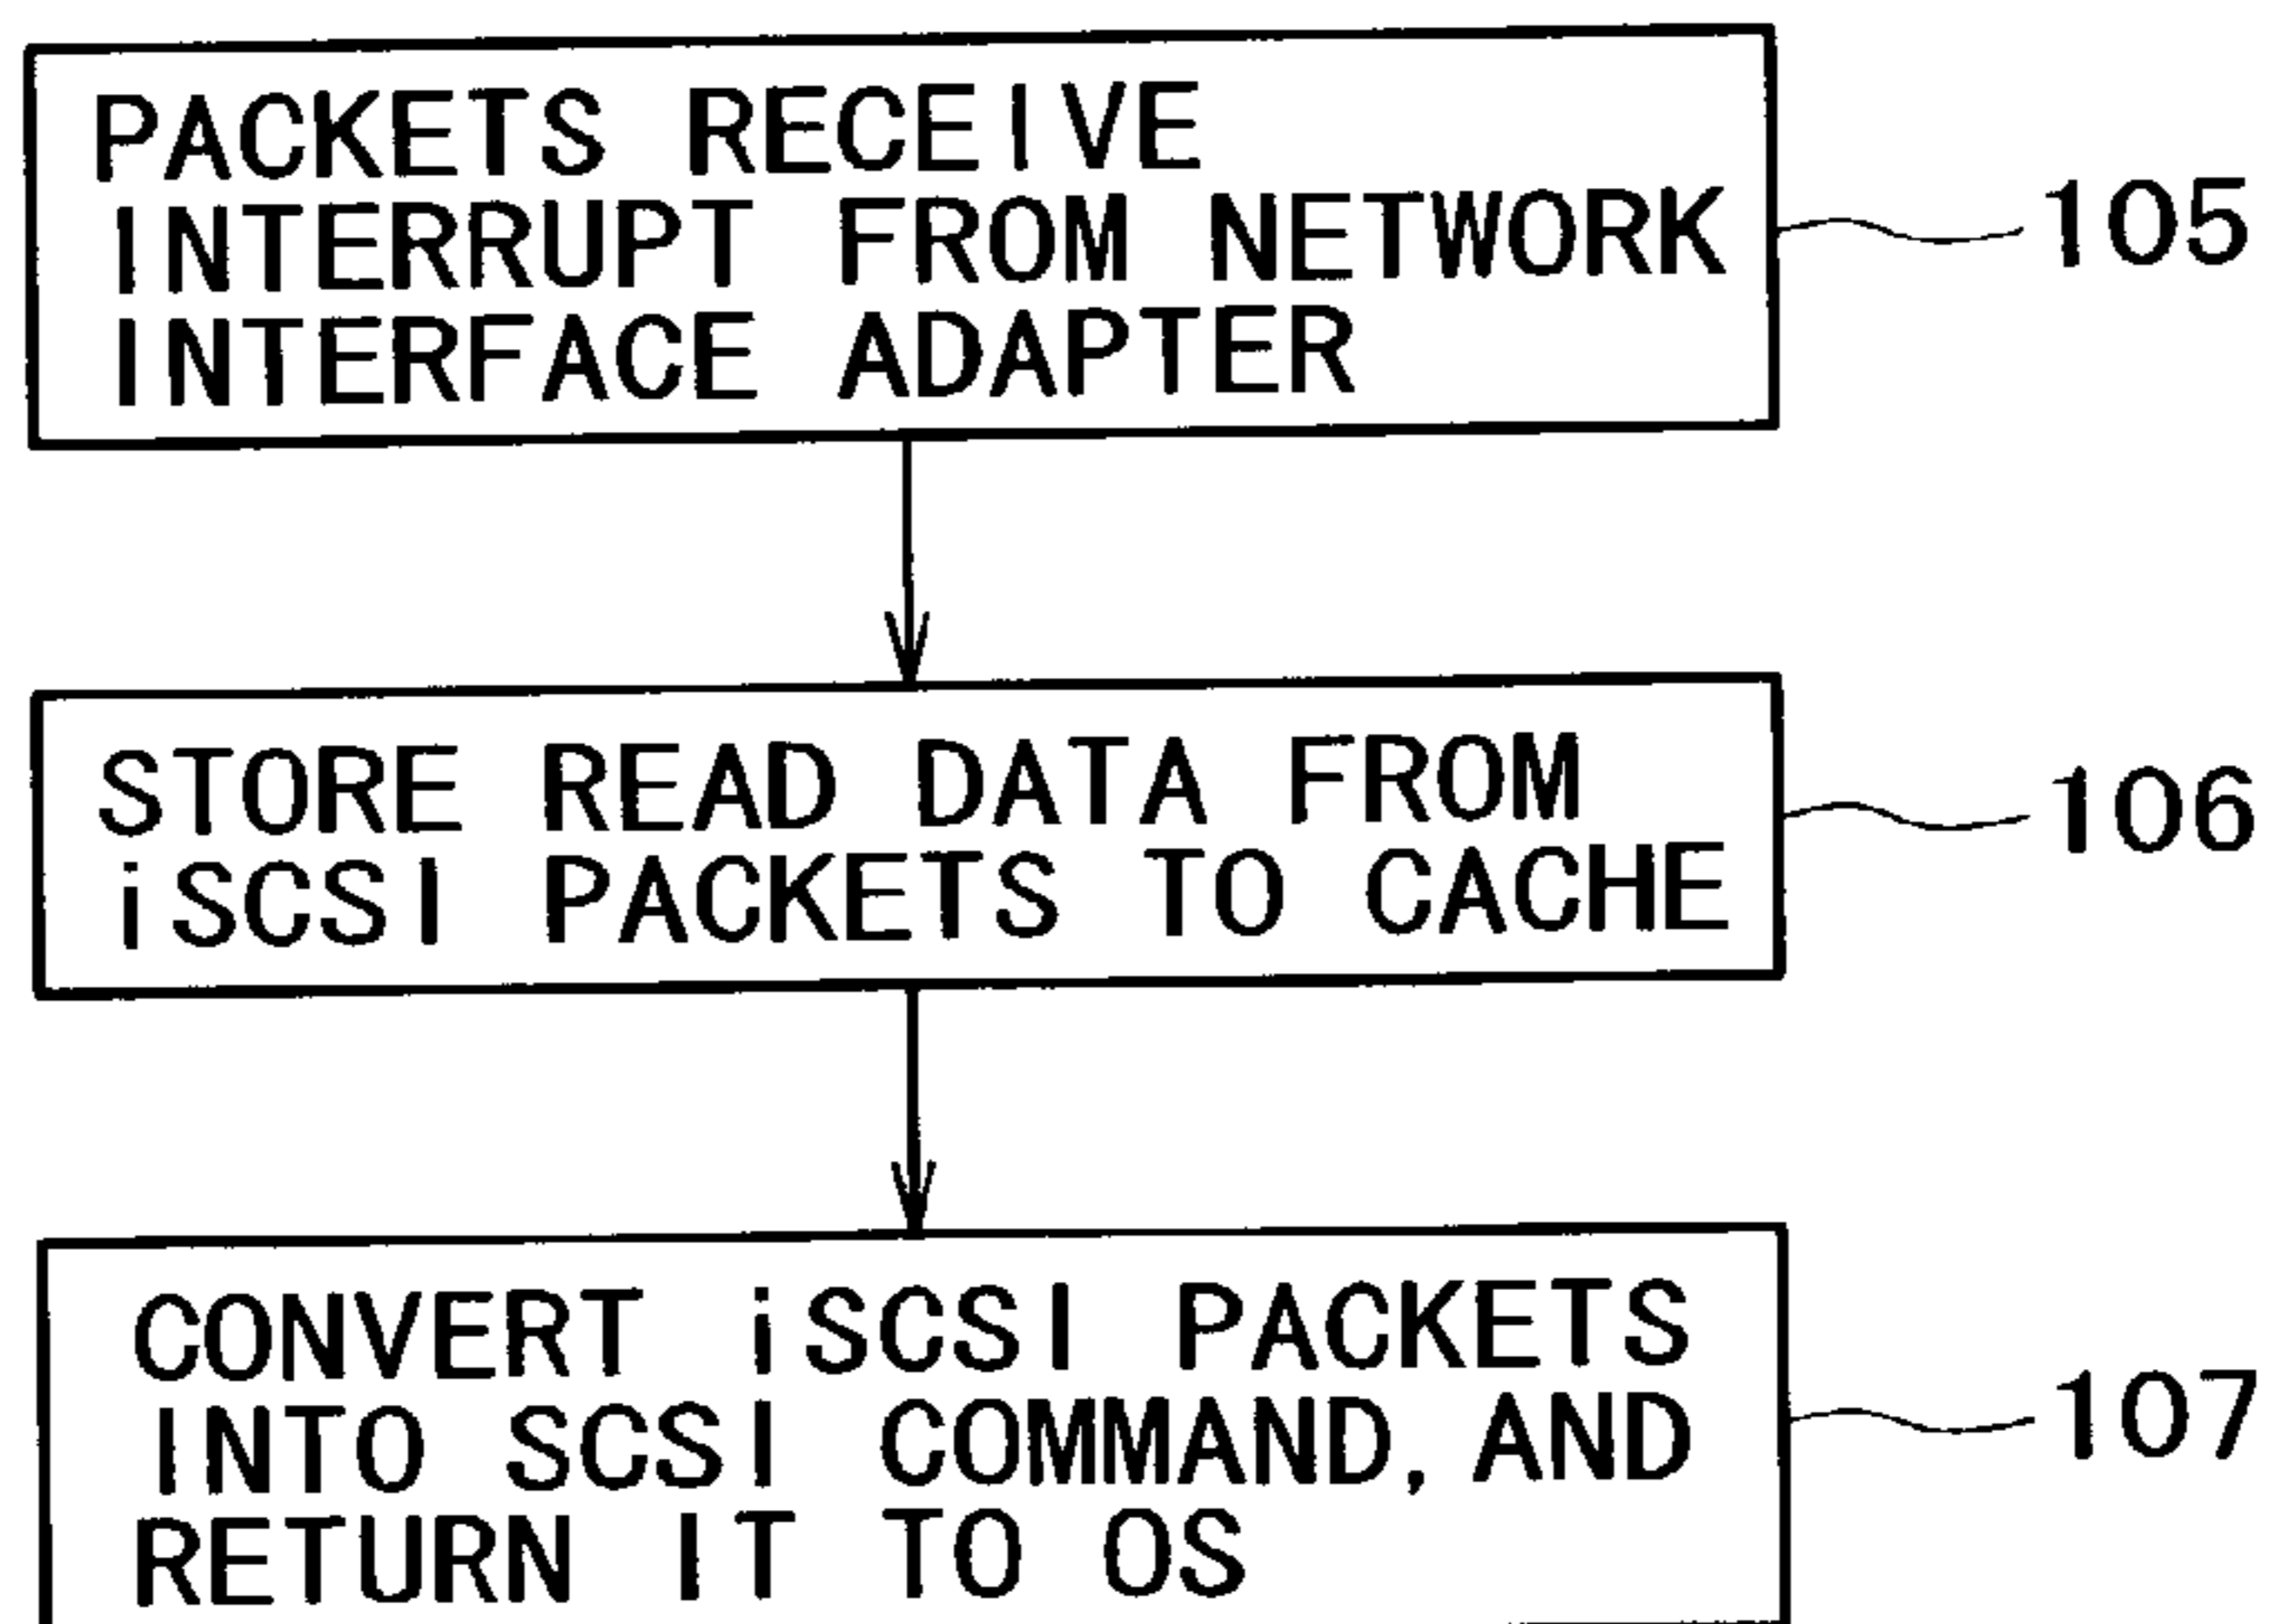 PACKETS RECEIVE
INTERRUPT FROM NETWORK
INTERFACE ADAPTER
105
STORE READ DATA FROM
iSCSI PACKETS TO CACHE
106
CONVERT iSCSI PACKETS
INTO SCSI COMMAND, AND
RETURN IT TO OS
107